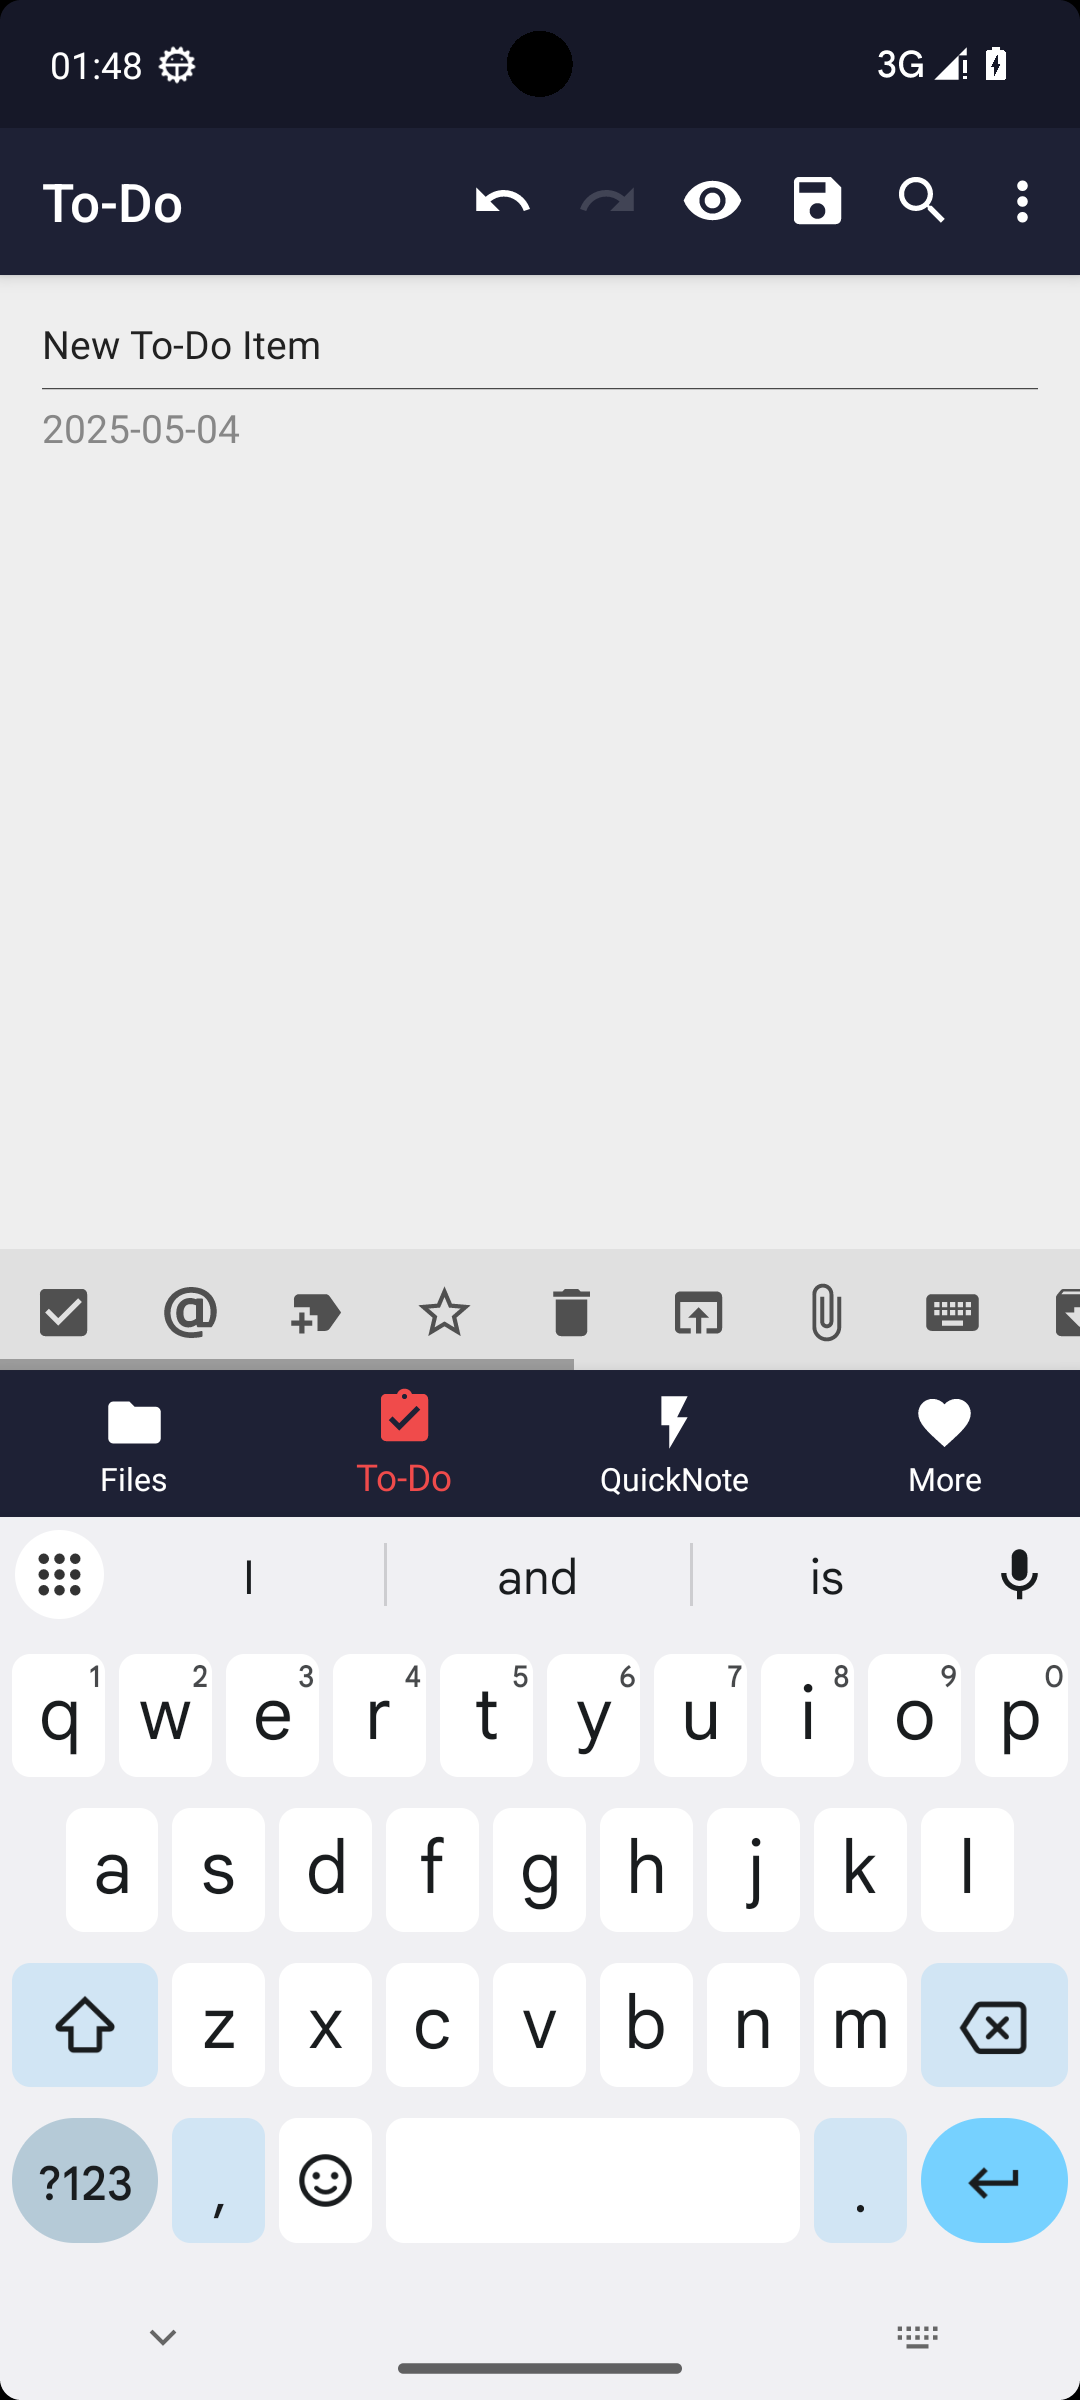 01:48
3G
To-Do
New To-Do Item
2025-05-04
Files
To-Do
QuickNote
More
I and is
q 1 w 2 e 3 r 4 t 5 y 6 u 7 i 8 o 9 p 0
a s d f g h j k l
z x c v b n m
?123 , .